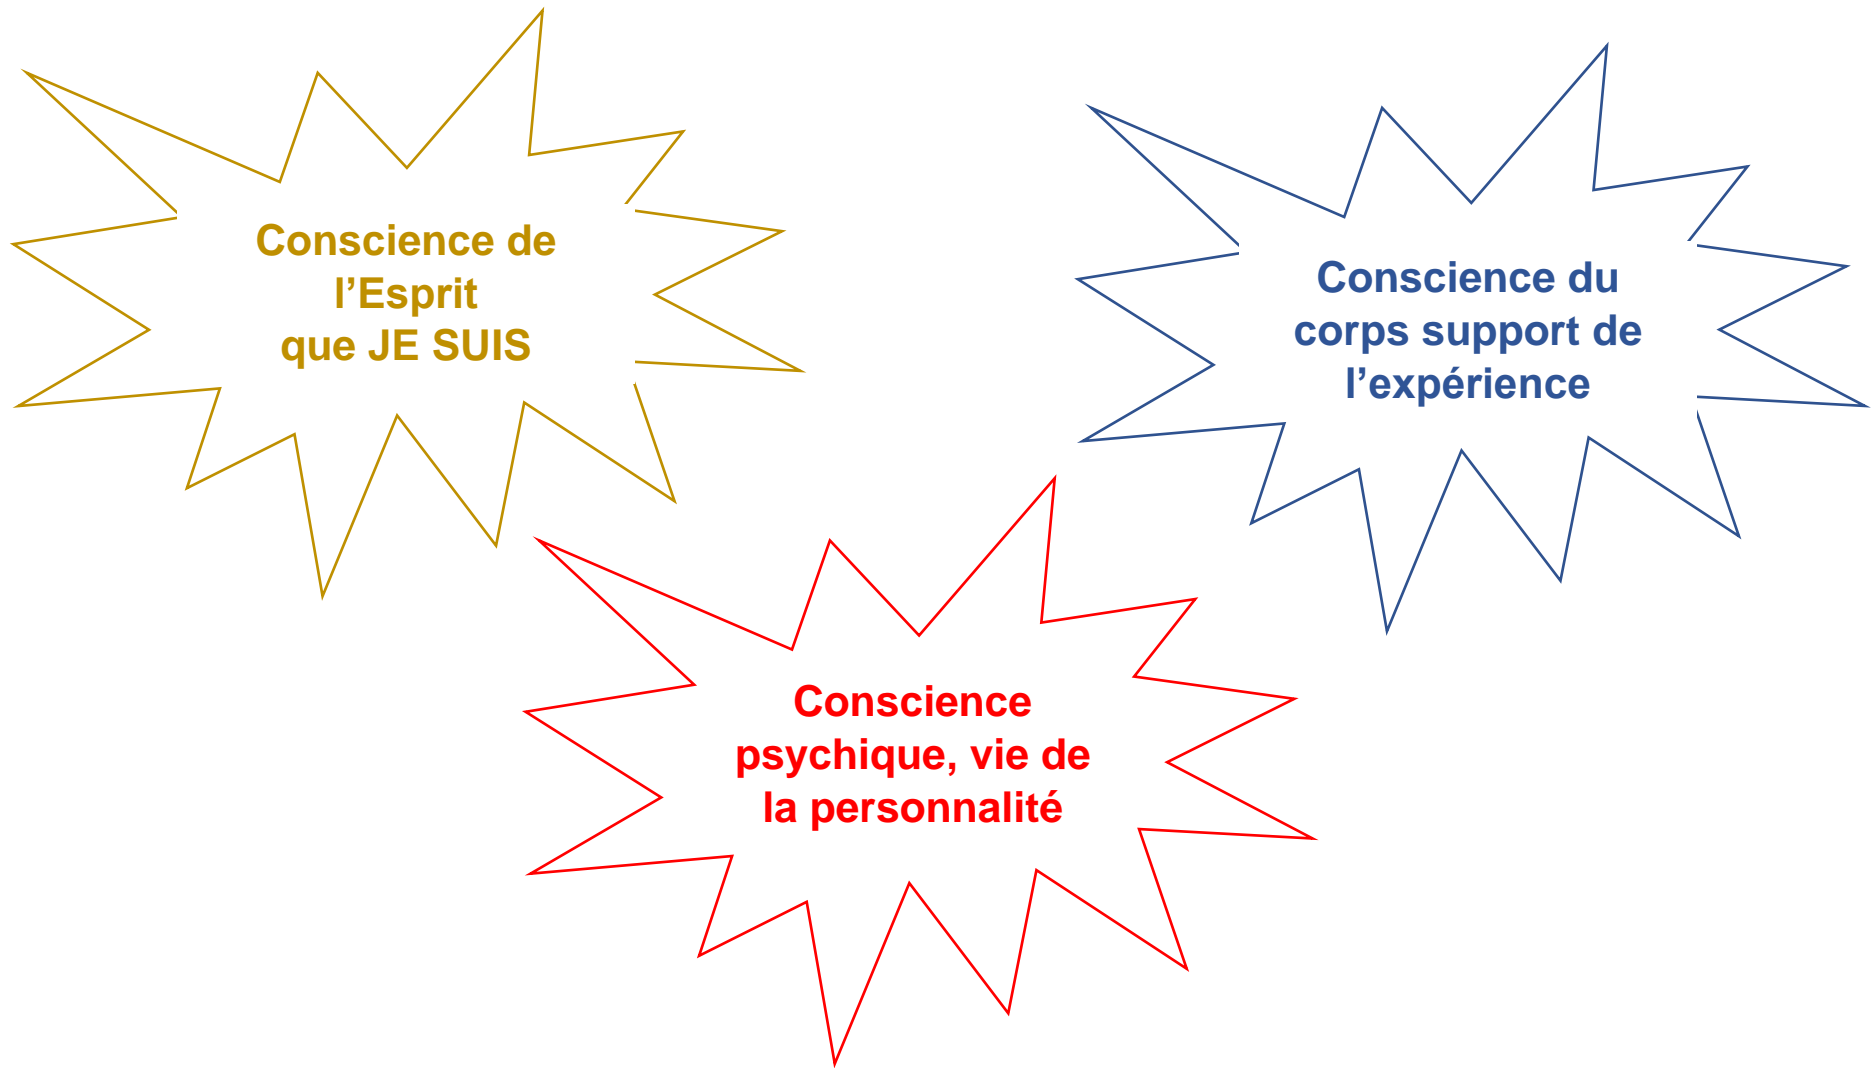 Conscience de
l’Esprit
que JE SUIS
Conscience du
corps support de
l’expérience
Conscience
psychique, vie de
la personnalité